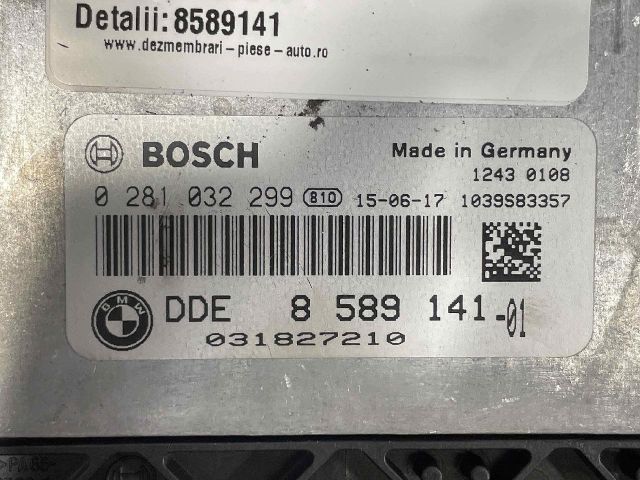 Detalii: 8589141
www.dezmembrari-piese-auto.ro
BOSCH
Made in Germany
1243 0108
0 281 032 299 810 15-06-17 1039S83357
BMW
DDE 8 589 141-01
031827210